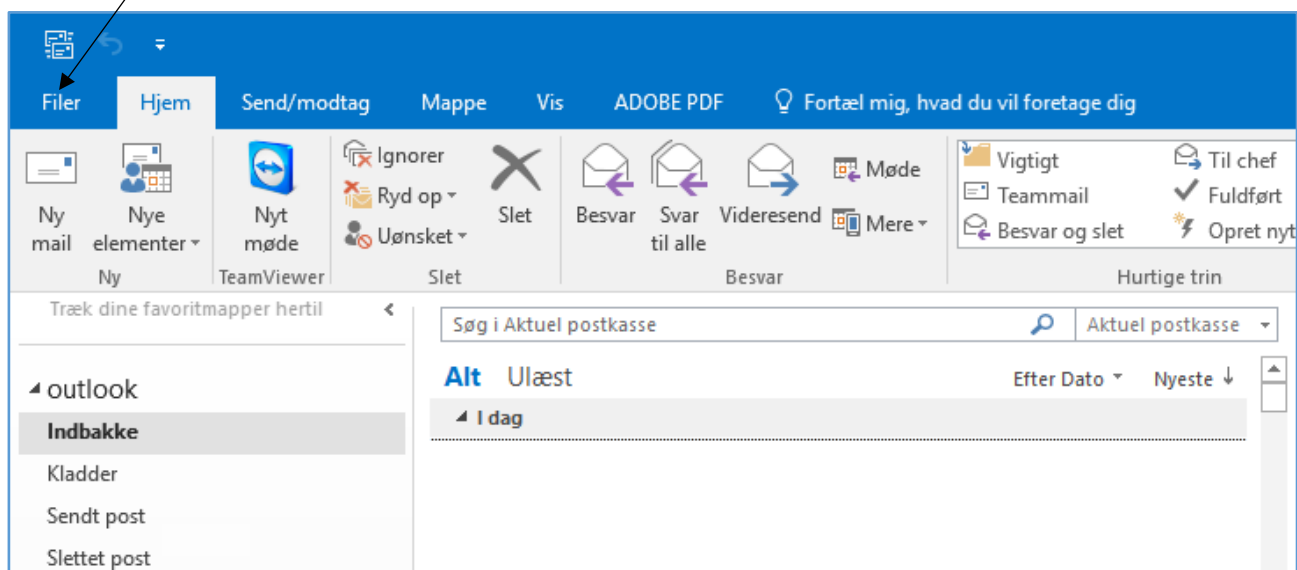 Filer Hjem Send/modtag Mappe Vis ADOBE PDF Fortæl mig, hvad du vil foretage dig
Ny mail
Nye elementer
Ny
Nyt møde
TeamViewer
Ignorer
Ryd op
Uønsket
Slet
Slet
Besvar
Svar til alle
Videresend
Møde
Mere
Besvar
Vigtigt
Teammail
Besvar og slet
Til chef
Fuldført
Opret nyt
Hurtige trin
Træk dine favoritmapper hertil
outlook
Indbakke
Kladder
Sendt post
Slettet post
Søg i Aktuel postkasse
Aktuel postkasse
Alt Ulæst
Efter Dato Nyeste
I dag